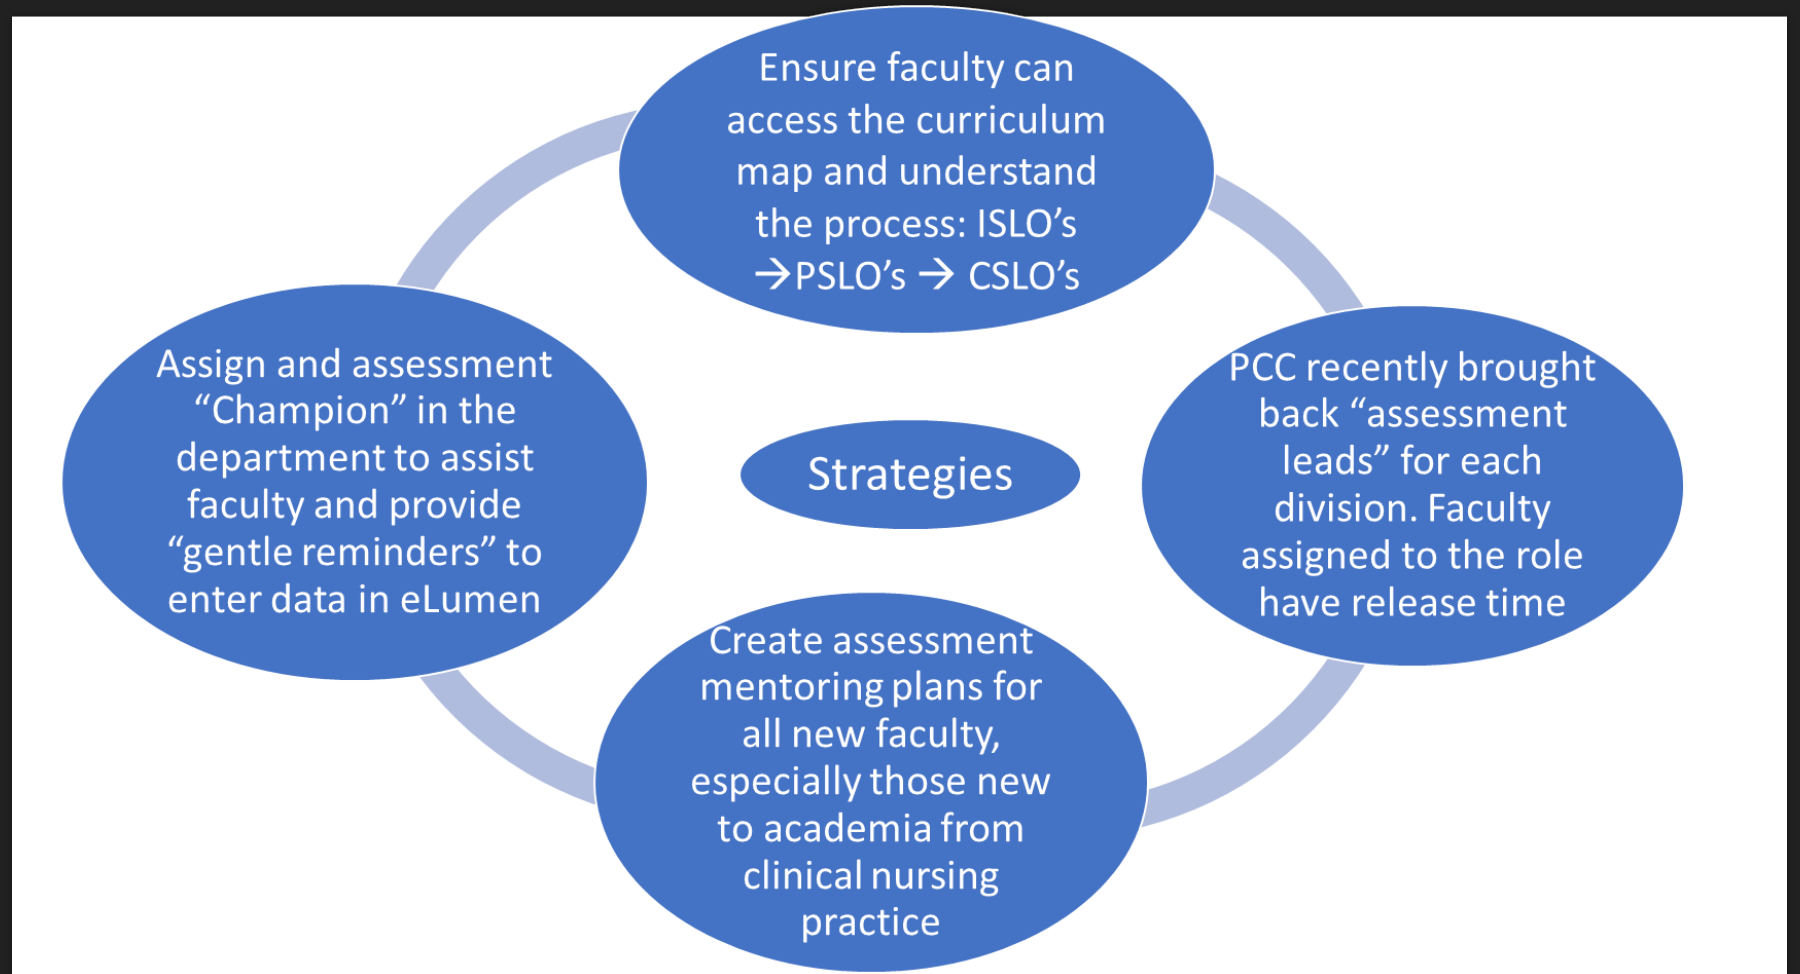 Ensure faculty can
access the curriculum
map and understand
the process: ISLO’s
→PSLO’s → CSLO’s
PCC recently brought
back “assessment
leads” for each
division. Faculty
assigned to the role
have release time
Create assessment
mentoring plans for
all new faculty,
especially those new
to academia from
clinical nursing
practice
Assign and assessment
“Champion” in the
department to assist
faculty and provide
“gentle reminders” to
enter data in eLumen
Strategies